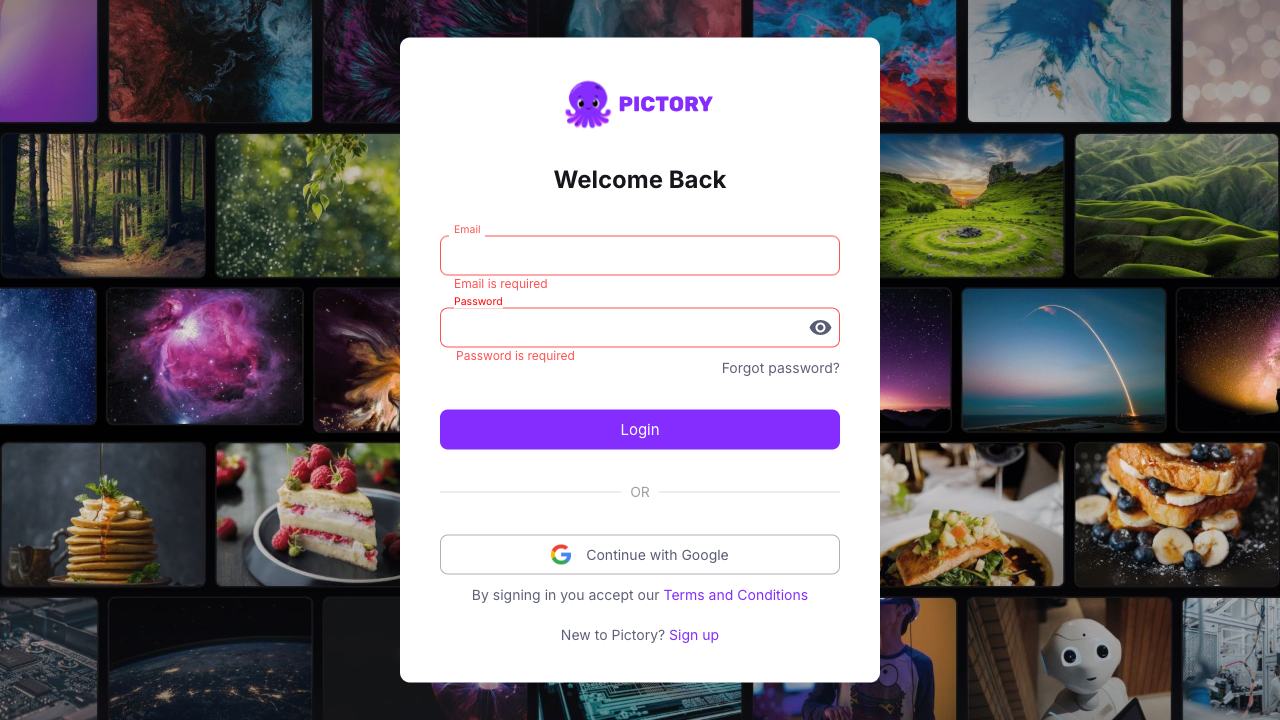 PICTORY
Welcome Back
Email
Email is required
Password
Password is required
Forgot password?
Login
OR
Continue with Google
By signing in you accept our Terms and Conditions
New to Pictory? Sign up